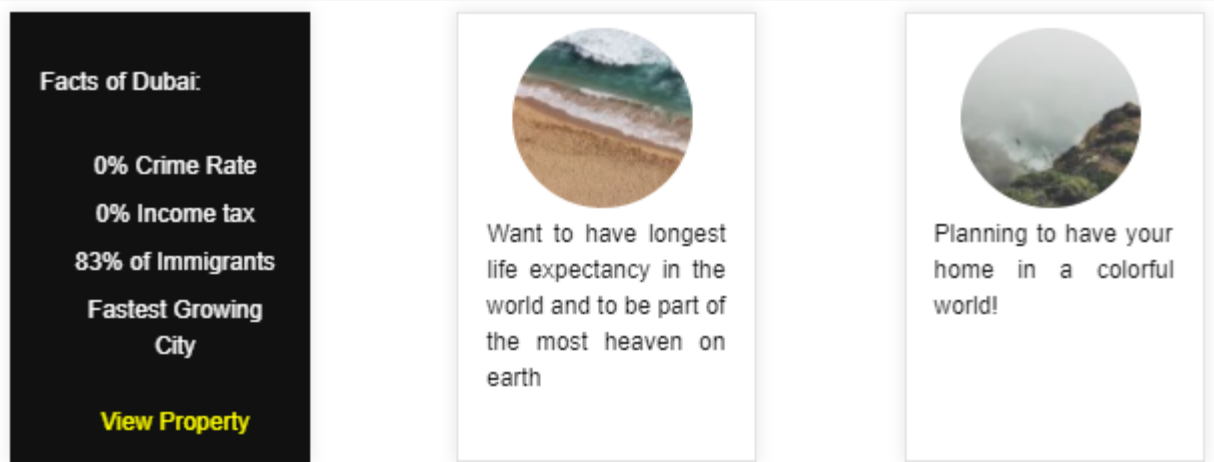 Facts of Dubai:
0% Crime Rate
0% Income tax
83% of Immigrants
Fastest Growing
City
View Property
Want to have longest
life expectancy in the
world and to be part of
the most heaven on
earth
Planning to have your
home in a colorful
world!